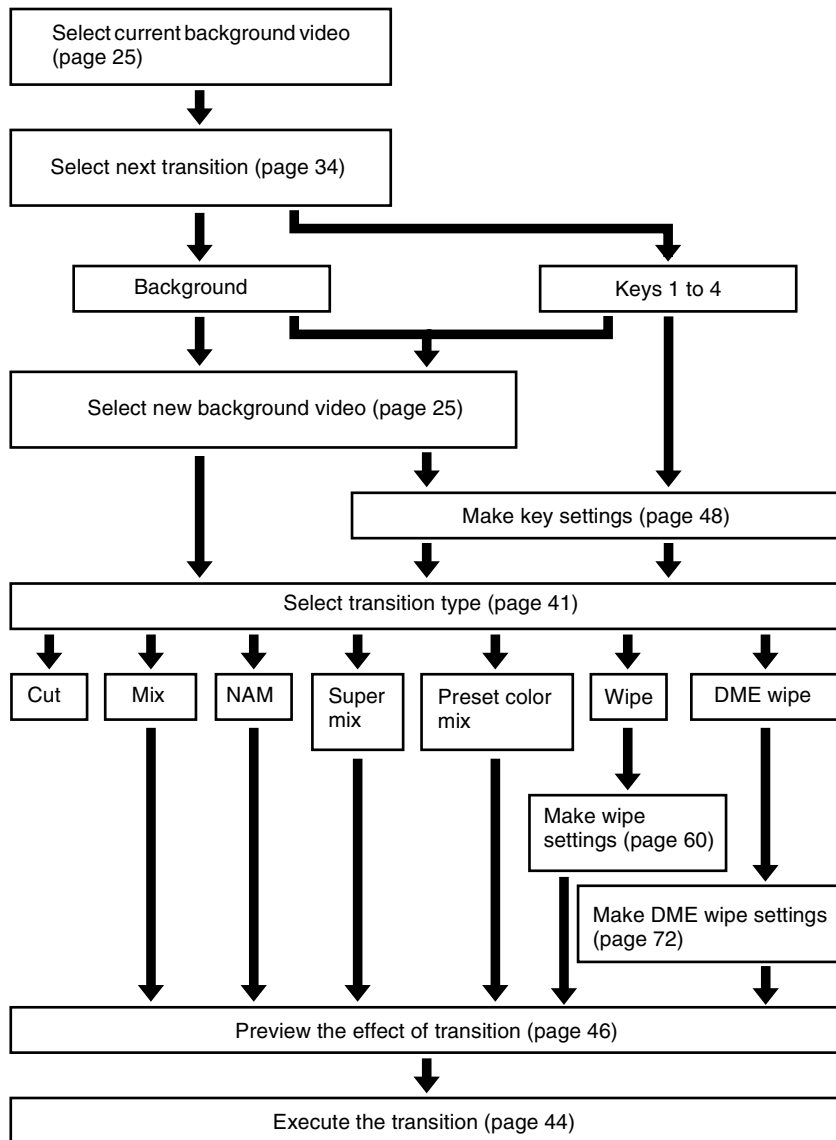 Select current background video
(page 25)
Select next transition (page 34)
Background
Keys 1 to 4
Select new background video (page 25)
Make key settings (page 48)
Select transition type (page 41)
Cut
Mix
NAM
Super
mix
Preset color
mix
Wipe
DME wipe
Make wipe
settings (page 60)
Make DME wipe settings
(page 72)
Preview the effect of transition (page 46)
Execute the transition (page 44)